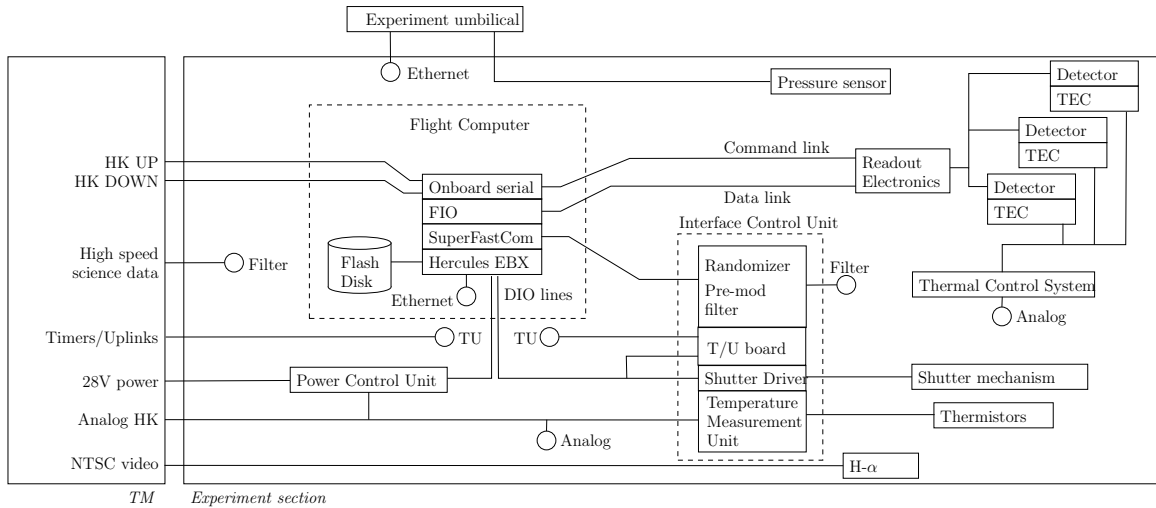 Experiment umbilical
Ethernet
Pressure sensor
Detector
TEC
Detector
TEC
Detector
TEC
Flight Computer
HK UP
HK DOWN
Command link
Readout
Electronics
Data link
Onboard serial
FIO
SuperFastCom
Hercules EBX
Flash
Disk
Ethernet
DIO lines
Interface Control Unit
Randomizer
Pre-mod
filter
Filter
Thermal Control System
Analog
High speed
science data
Filter
Timers/Uplinks
TU
TU
T/U board
28V power
Power Control Unit
Shutter Driver
Shutter mechanism
Analog HK
Analog
Temperature
Measurement
Unit
Thermistors
NTSC video
H-α
TM
Experiment section